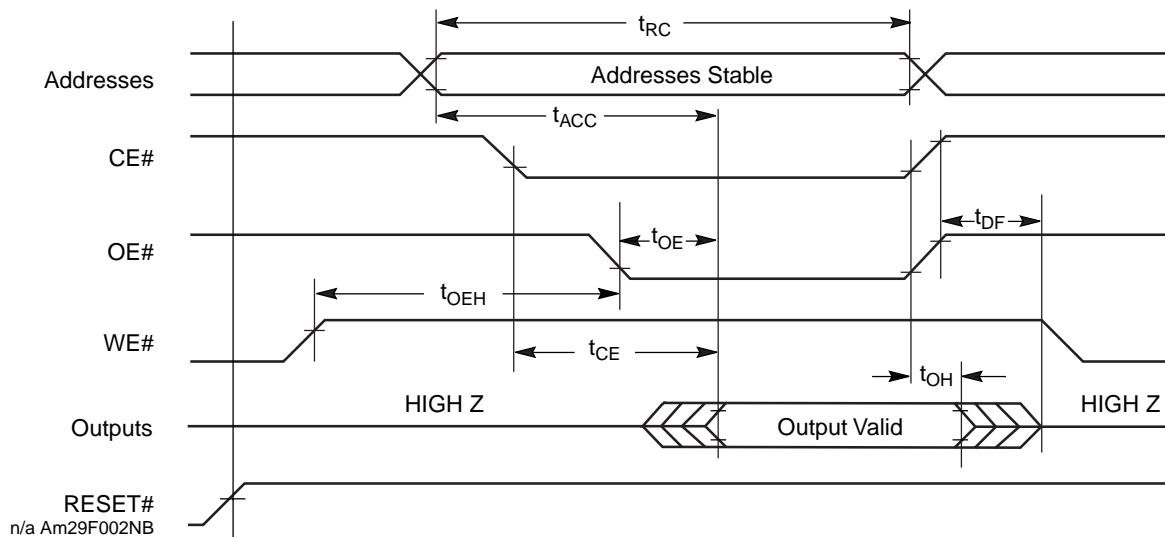 tRC
Addresses
Addresses Stable
tACC
CE#
tDF
OE#
tOE
tOEH
WE#
tCE
tOH
HIGH Z
HIGH Z
Outputs
Output Valid
RESET#
n/a Am29F002NB